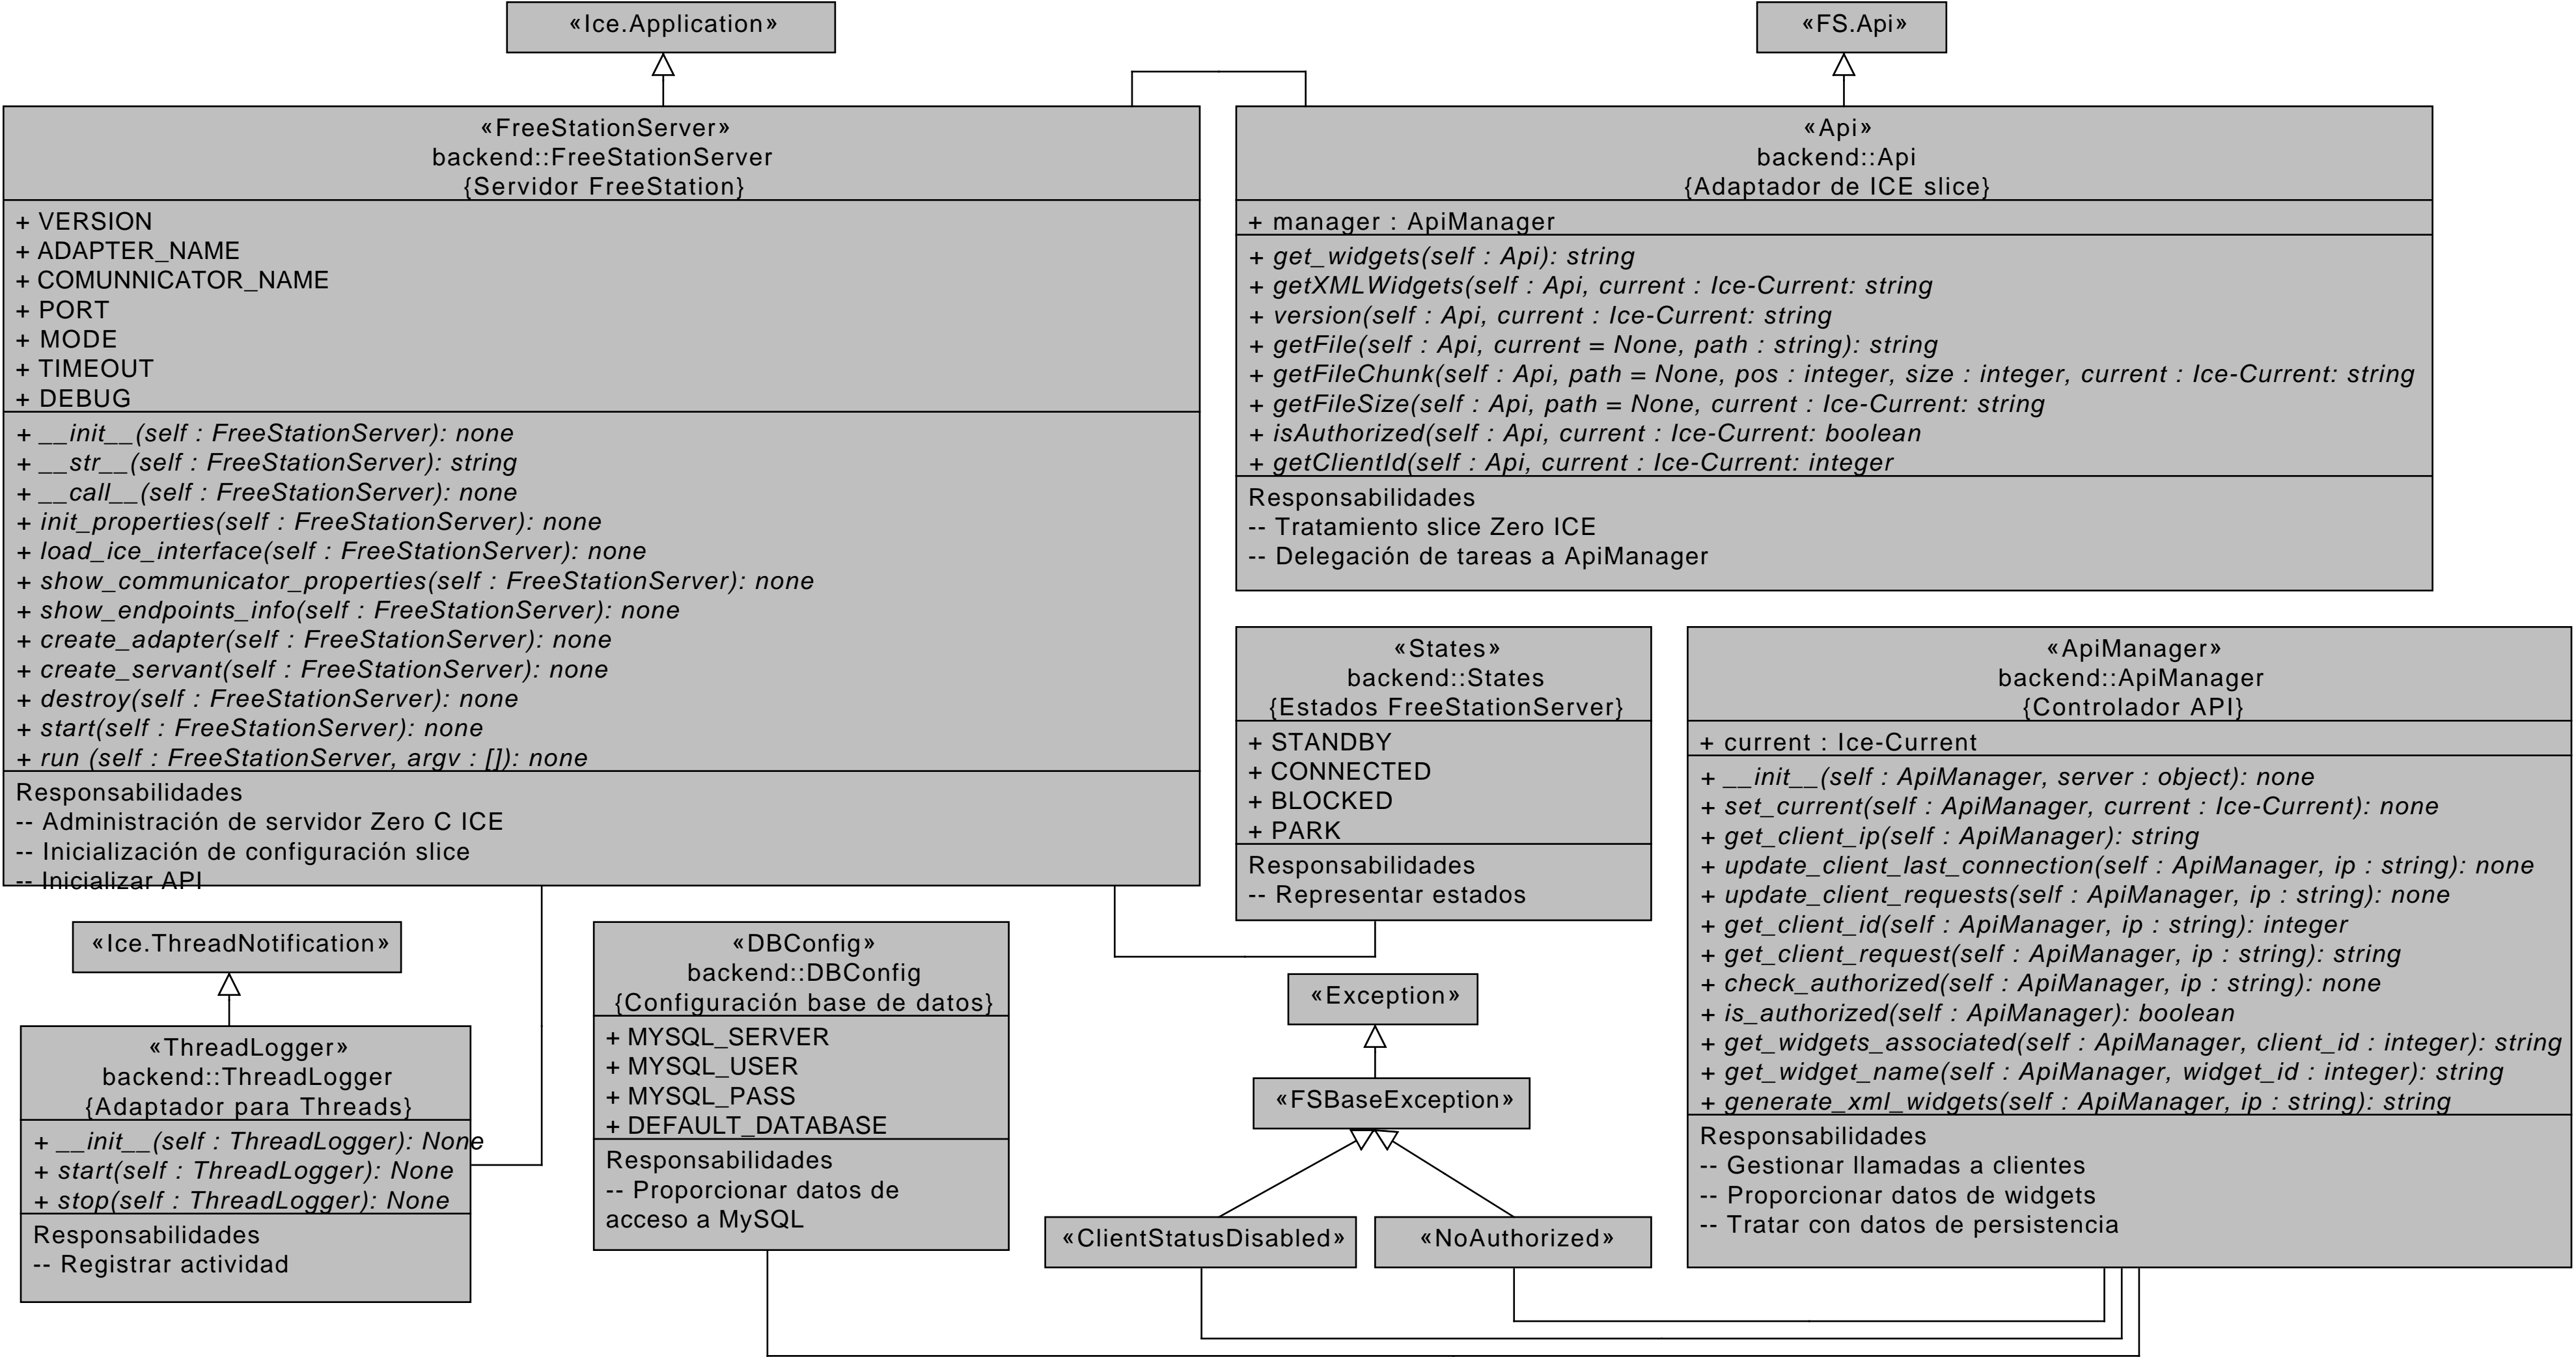 «Ice.Application»
«FS.Api»
«FreeStationServer»
backend::FreeStationServer
{Servidor FreeStation}
+ VERSION
+ ADAPTER_NAME
+ COMUNNICATOR_NAME
+ PORT
+ MODE
+ TIMEOUT
+ DEBUG
+ __init__(self : FreeStationServer): none
+ __str__(self : FreeStationServer): string
+ __call__(self : FreeStationServer): none
+ init_properties(self : FreeStationServer): none
+ load_ice_interface(self : FreeStationServer): none
+ show_communicator_properties(self : FreeStationServer): none
+ show_endpoints_info(self : FreeStationServer): none
+ create_adapter(self : FreeStationServer): none
+ create_servant(self : FreeStationServer): none
+ destroy(self : FreeStationServer): none
+ start(self : FreeStationServer): none
+ run (self : FreeStationServer, argv : []): none
Responsabilidades
-- Administración de servidor Zero C ICE
-- Inicialización de configuración slice
-- Inicializar API
«Api»
backend::Api
{Adaptador de ICE slice}
+ manager : ApiManager
+ get_widgets(self : Api): string
+ getXMLWidgets(self : Api, current : Ice-Current: string
+ version(self : Api, current : Ice-Current: string
+ getFile(self : Api, current = None, path : string): string
+ getFileChunk(self : Api, path = None, pos : integer, size : integer, current : Ice-Current: string
+ getFileSize(self : Api, path = None, current : Ice-Current: string
+ isAuthorized(self : Api, current : Ice-Current: boolean
+ getClientId(self : Api, current : Ice-Current: integer
Responsabilidades
-- Tratamiento slice Zero ICE
-- Delegación de tareas a ApiManager
«States»
backend::States
{Estados FreeStationServer}
+ STANDBY
+ CONNECTED
+ BLOCKED
+ PARK
Responsabilidades
-- Representar estados
«ApiManager»
backend::ApiManager
{Controlador API}
+ current : Ice-Current
+ __init__(self : ApiManager, server : object): none
+ set_current(self : ApiManager, current : Ice-Current): none
+ get_client_ip(self : ApiManager): string
+ update_client_last_connection(self : ApiManager, ip : string): none
+ update_client_requests(self : ApiManager, ip : string): none
+ get_client_id(self : ApiManager, ip : string): integer
+ get_client_request(self : ApiManager, ip : string): string
+ check_authorized(self : ApiManager, ip : string): none
+ is_authorized(self : ApiManager): boolean
+ get_widgets_associated(self : ApiManager, client_id : integer): string
+ get_widget_name(self : ApiManager, widget_id : integer): string
+ generate_xml_widgets(self : ApiManager, ip : string): string
Responsabilidades
-- Gestionar llamadas a clientes
-- Proporcionar datos de widgets
-- Tratar con datos de persistencia
«Ice.ThreadNotification»
«ThreadLogger»
backend::ThreadLogger
{Adaptador para Threads}
+ __init__(self : ThreadLogger): None
+ start(self : ThreadLogger): None
+ stop(self : ThreadLogger): None
Responsabilidades
-- Registrar actividad
«DBConfig»
backend::DBConfig
{Configuración base de datos}
+ MYSQL_SERVER
+ MYSQL_USER
+ MYSQL_PASS
+ DEFAULT_DATABASE
Responsabilidades
-- Proporcionar datos de
acceso a MySQL
«Exception»
«FSBaseException»
«ClientStatusDisabled»
«NoAuthorized»